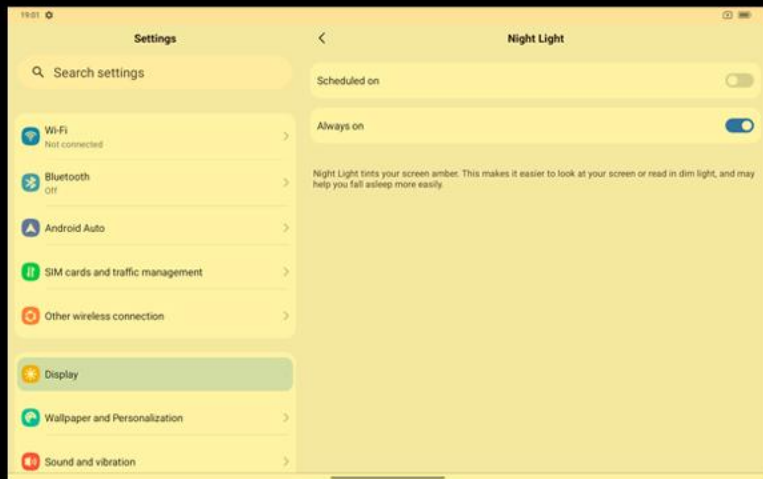 19:01
Settings
Search settings
Wi-Fi
Not connected
Bluetooth
Off
Android Auto
SIM cards and traffic management
Other wireless connection
Display
Wallpaper and Personalization
Sound and vibration
Night Light
Scheduled on
Always on
Night Light tints your screen amber. This makes it easier to look at your screen or read in dim light, and may
help you fall asleep more easily.